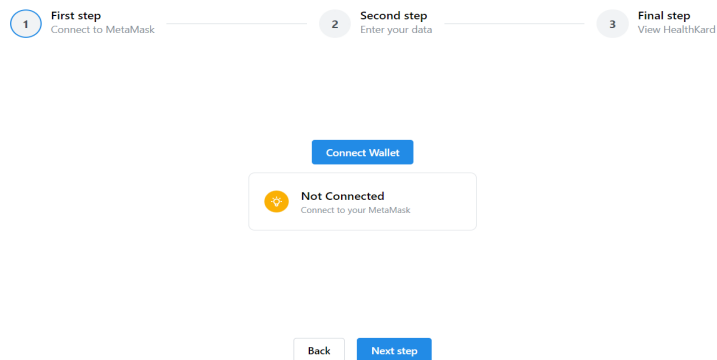 1
First step
Connect to MetaMask
2
Second step
Enter your data
3
Final step
View HealthKard
Connect Wallet
Not Connected
Connect to your MetaMask
Back
Next step